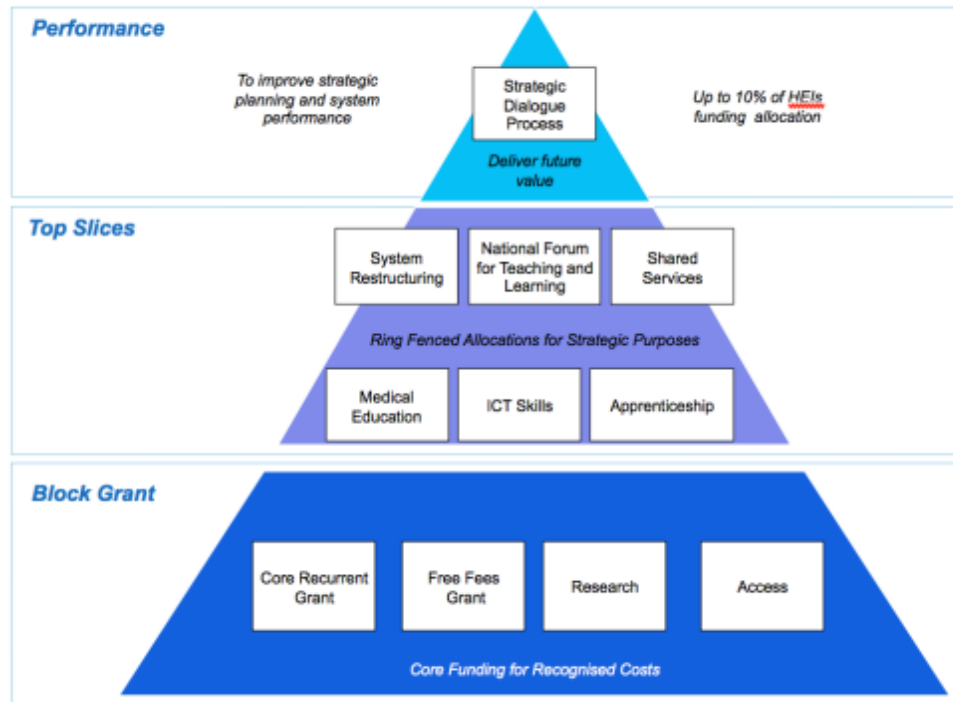 Performance
To improve strategic
planning and system
performance
Strategic
Dialogue
Process
Up to 10% of HEIs
funding allocation
Deliver future
value
Top Slices
System
Restructuring
National Forum
for Teaching and
Learning
Shared
Services
Ring Fenced Allocations for Strategic Purposes
Medical
Education
ICT Skills
Apprenticeship
Block Grant
Core Recurrent
Grant
Free Fees
Grant
Research
Access
Core Funding for Recognised Costs